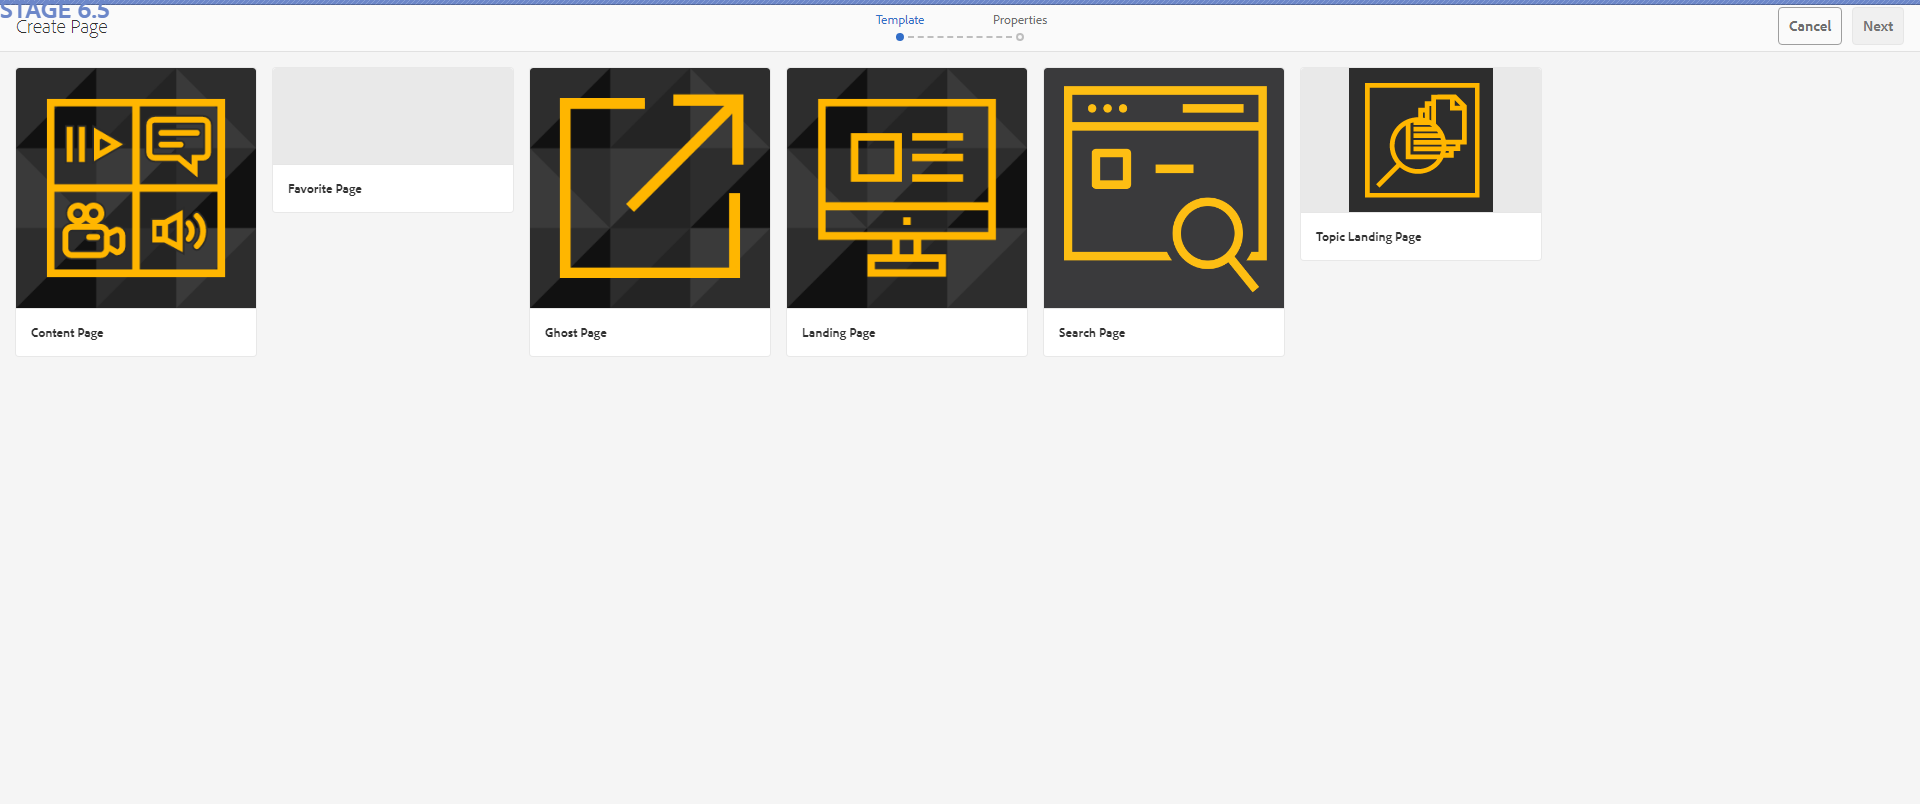 STAGE 6.5
Create Page
Template
Properties
Cancel
Next
Content Page
Favorite Page
Ghost Page
Landing Page
Search Page
Topic Landing Page